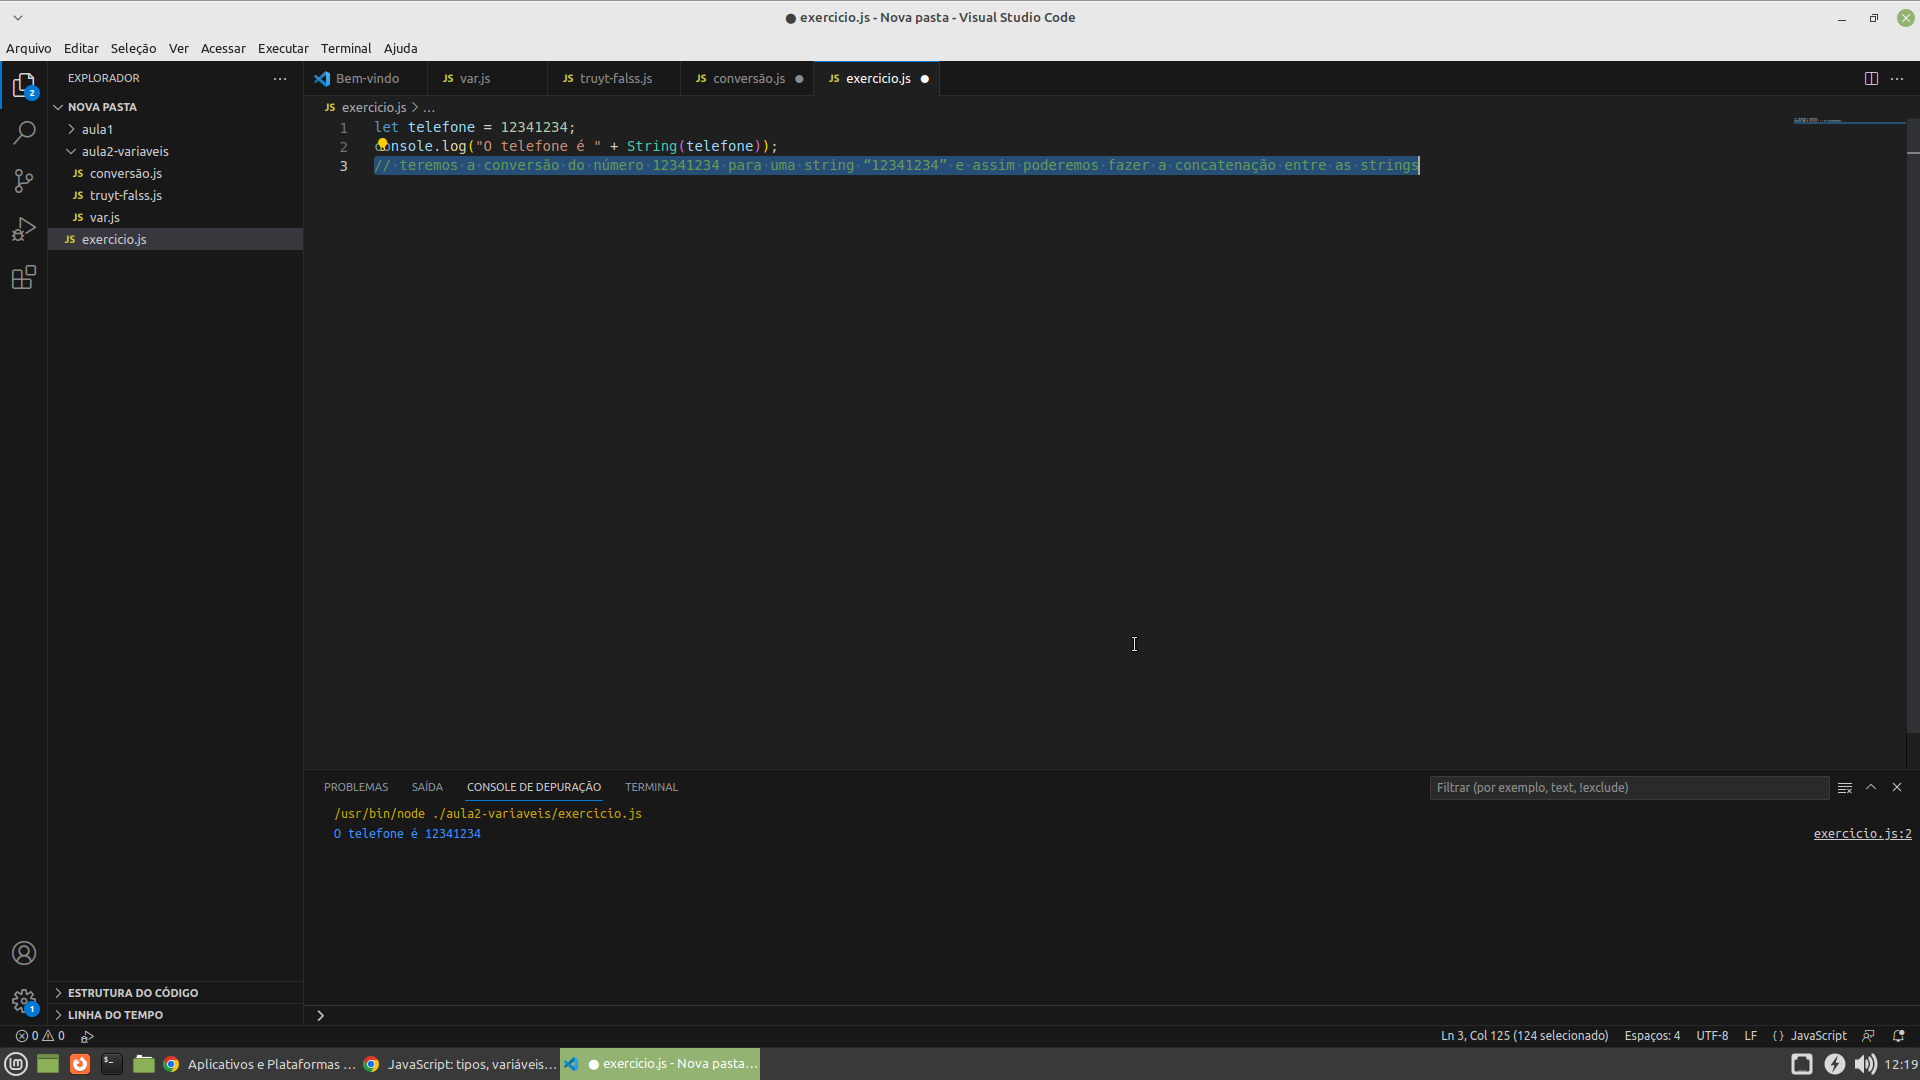 exercicio.js - Nova pasta - Visual Studio Code
Arquivo Editar Seleção Ver Acessar Executar Terminal Ajuda
EXPLORADOR
NOVA PASTA
aula1
aula2-variaveis
JS conversão.js
JS truyt-falss.js
JS var.js
JS exercicio.js
ESTRUTURA DO CÓDIGO
LINHA DO TEMPO
2
1
Bem-vindo JS var.js JS truyt-falss.js JS conversão.js JS exercicio.js
JS exercicio.js > ...
1 let telefone = 12341234;
2 console.log("O telefone é " + String(telefone));
3 // teremos a conversão do número 12341234 para uma string “12341234” e assim poderemos fazer a concatenação entre as strings
PROBLEMAS SAÍDA CONSOLE DE DEPURAÇÃO TERMINAL Filtrar (por exemplo, text, !exclude)
/usr/bin/node ./aula2-variaveis/exercicio.js
O telefone é 12341234 exercicio.js:2
0 0 Ln 3, Col 125 (124 selecionado) Espaços: 4 UTF-8 LF {} JavaScript
Aplicativos e Plataformas ... JavaScript: tipos, variáveis... exercicio.js - Nova pasta... 12:19